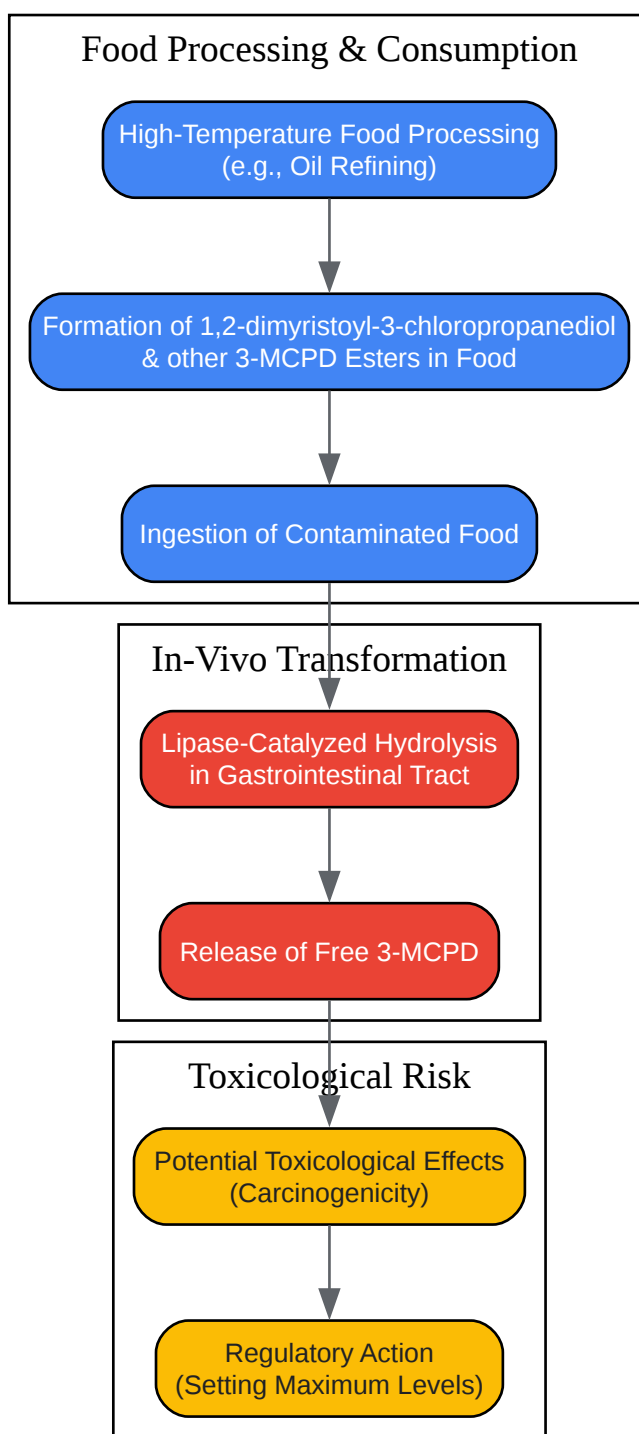 Food Processing & Consumption
High-Temperature Food Processing
(e.g., Oil Refining)
Formation of 1,2-dimyristoyl-3-chloropropanediol
& other 3-MCPD Esters in Food
Ingestion of Contaminated Food
In-Vivo Transformation
Lipase-Catalyzed Hydrolysis
in Gastrointestinal Tract
Release of Free 3-MCPD
Toxicological Risk
Potential Toxicological Effects
(Carcinogenicity)
Regulatory Action
(Setting Maximum Levels)